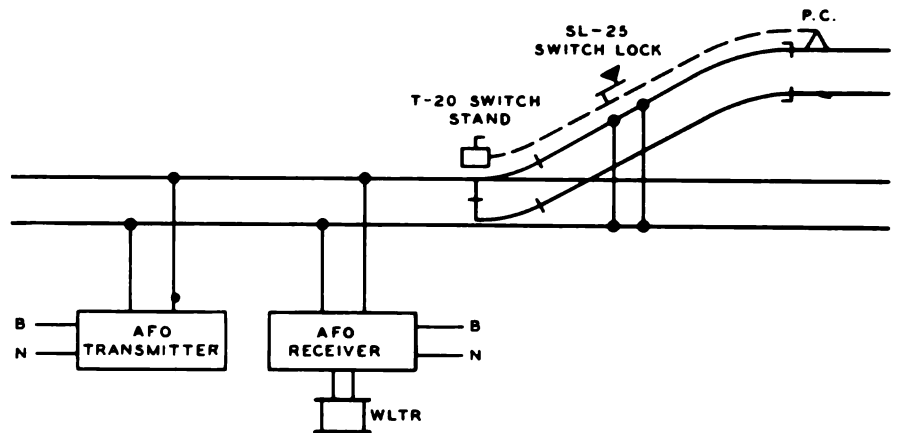 P.C.
SL-25
SWITCH LOCK
T-20 SWITCH
STAND
B
N
AFO
TRANSMITTER
AFO
RECEIVER
B
N
WLTR